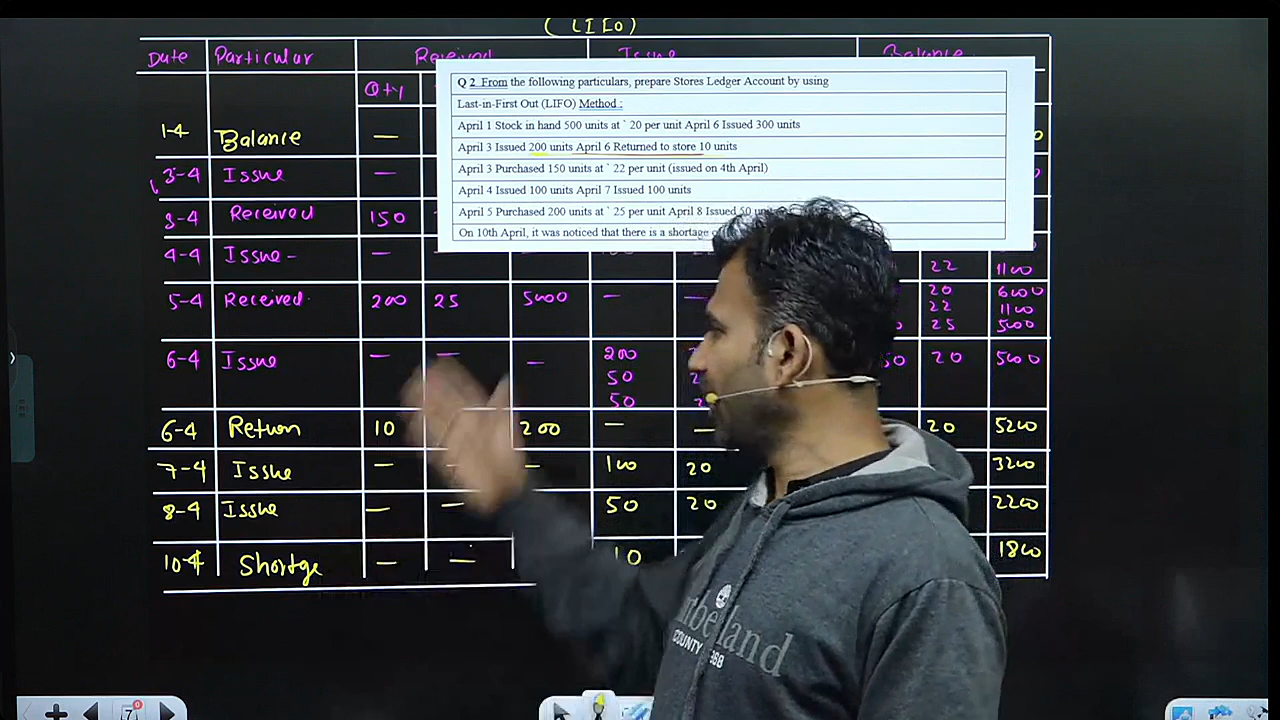 (LIFO)
Date Particular Received Issue Balance
Qty
1-4 Balance —
3-4 Issue —
3-4 Received 150
4-4 Issue - — 22 1100
5-4 Received 200 25 5000 — — 20 6000
22 1100
25 5000
6-4 Issue — — — 200 20 5000
50
50
6-4 Return 10 200 — — 20 5200
7-4 Issue — — — 100 20 3200
8-4 Issue — — 50 20 2200
10-4 Shortge — — 10 1800
Q 2 From the following particulars, prepare Stores Ledger Account by using
Last-in-First Out (LIFO) Method :
April 1 Stock in hand 500 units at ` 20 per unit April 6 Issued 300 units
April 3 Issued 200 units April 6 Returned to store 10 units
April 3 Purchased 150 units at ` 22 per unit (issued on 4th April)
April 4 Issued 100 units April 7 Issued 100 units
April 5 Purchased 200 units at ` 25 per unit April 8 Issued 50
On 10th April, it was noticed that there is a shortage
land
COUNTY
968
7